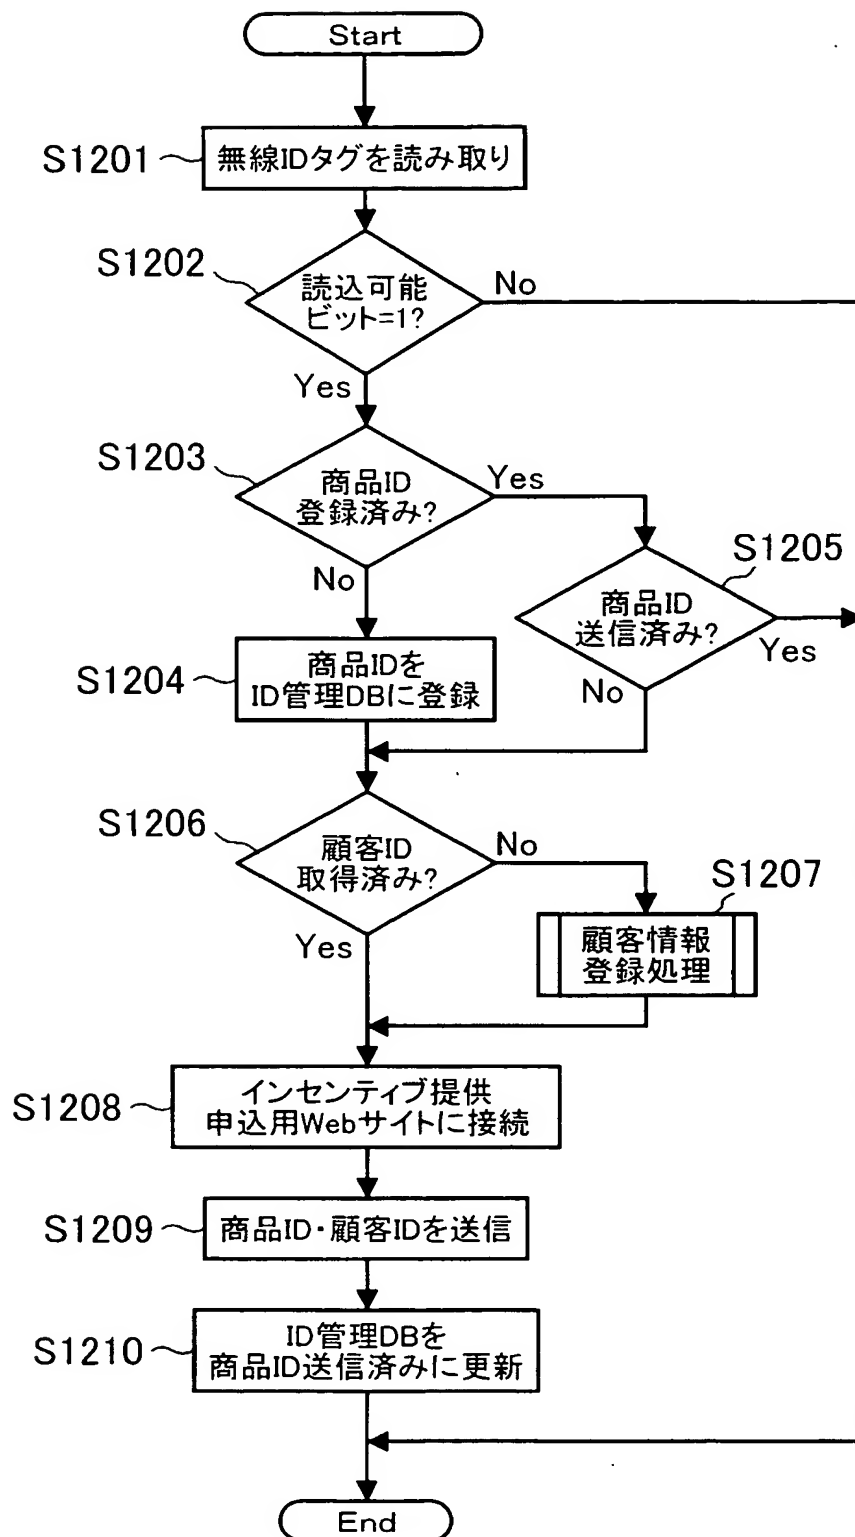 Start
S1201
無線IDタグを読み取り
S1202
読込可能
ビット=1?
No
Yes
S1203
商品ID
登録済み?
Yes
No
S1205
商品ID
送信済み?
Yes
No
S1204
商品IDを
ID管理DBに登録
S1206
顧客ID
取得済み?
No
Yes
S1207
顧客情報
登録処理
S1208
インセンティブ提供
申込用Webサイトに接続
S1209
商品ID・顧客IDを送信
S1210
ID管理DBを
商品ID送信済みに更新
End